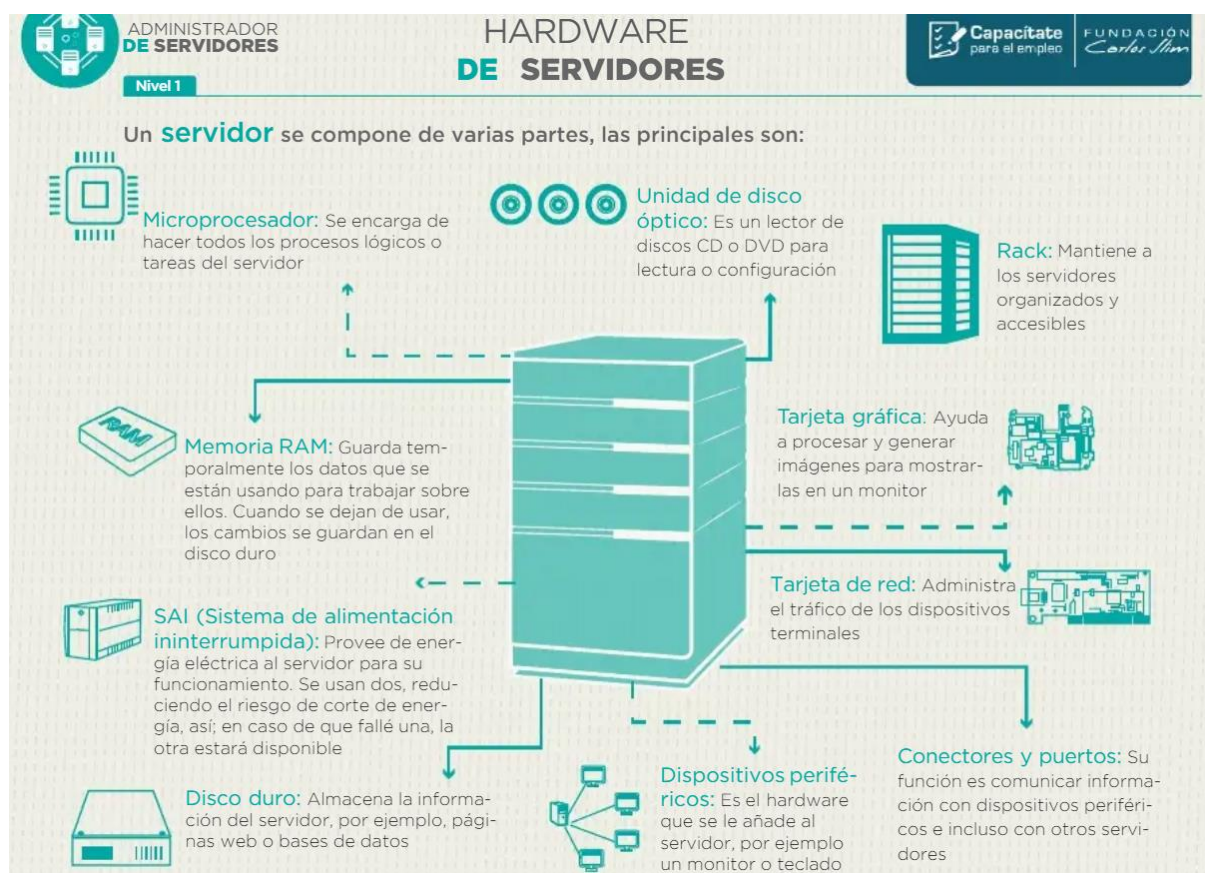 ADMINISTRADOR
DE SERVIDORES
Nivel 1
HARDWARE
DE SERVIDORES
Capacítate
para el empleo
FUNDACIÓN
Carlos Slim
Un servidor se compone de varias partes, las principales son:
Microprocesador: Se encarga de
hacer todos los procesos lógicos o
tareas del servidor
Unidad de disco
óptico: Es un lector de
discos CD o DVD para
lectura o configuración
Rack: Mantiene a
los servidores
organizados y
accesibles
RAM
Memoria RAM: Guarda tem-
poralmente los datos que se
están usando para trabajar sobre
ellos. Cuando se dejan de usar,
los cambios se guardan en el
disco duro
Tarjeta gráfica: Ayuda
a procesar y generar
imágenes para mostrar-
las en un monitor
SAI (Sistema de alimentación
ininterrumpida): Provee de ener-
gía eléctrica al servidor para su
funcionamiento. Se usan dos, redu-
ciendo el riesgo de corte de ener-
gía, así; en caso de que fallé una, la
otra estará disponible
Tarjeta de red: Administra
el tráfico de los dispositivos
terminales
Disco duro: Almacena la informa-
ción del servidor, por ejemplo, pági-
nas web o bases de datos
Dispositivos perifé-
ricos: Es el hardware
que se le añade al
servidor, por ejemplo
un monitor o teclado
Conectores y puertos: Su
función es comunicar informa-
ción con dispositivos periféri-
cos e incluso con otros servi-
dores